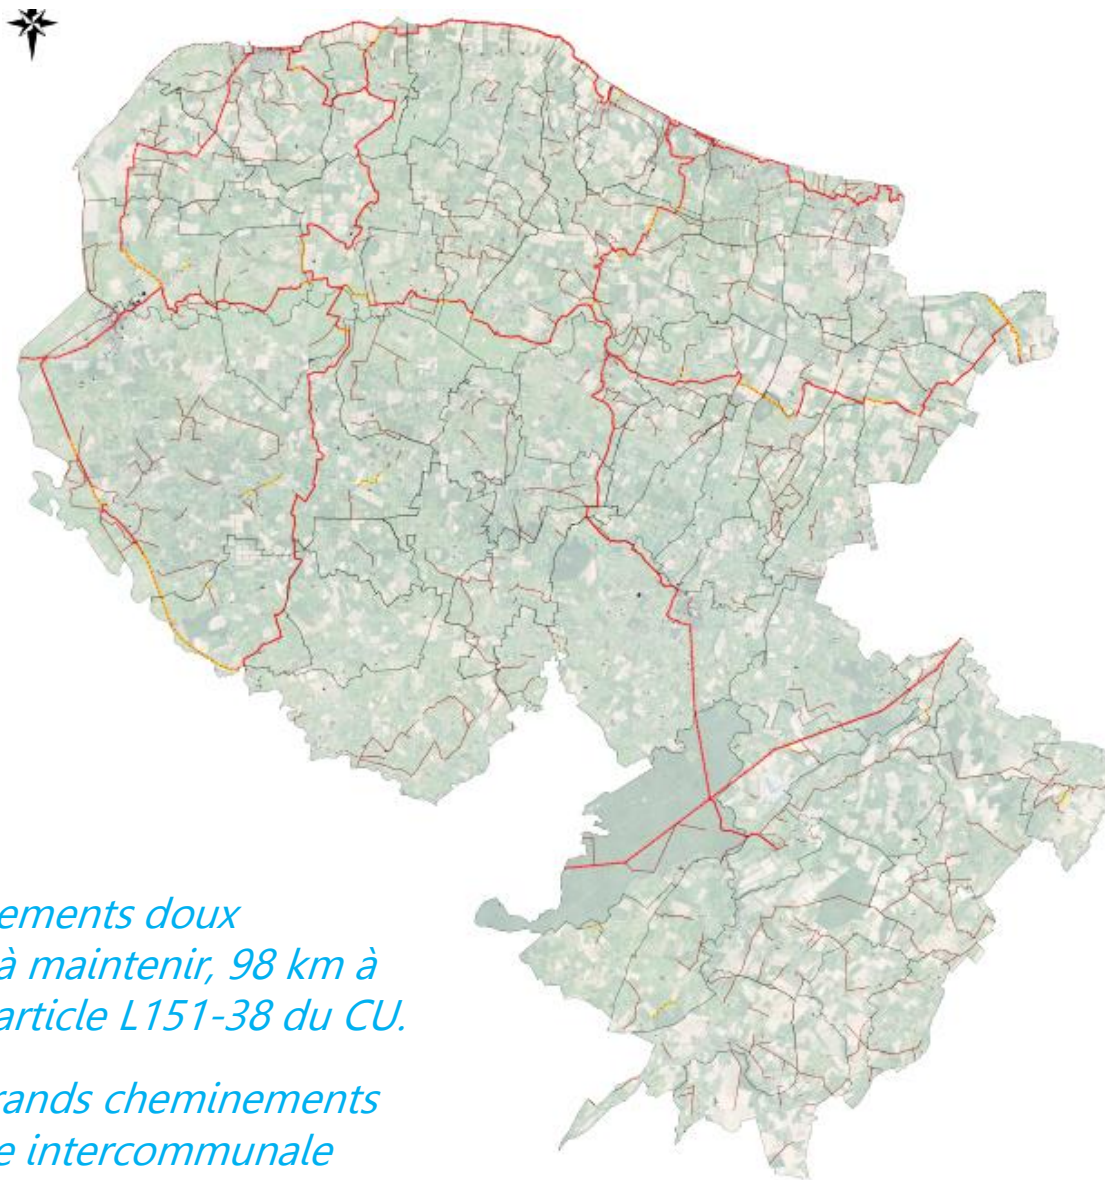 ements doux
à maintenir, 98 km à
article L151-38 du CU.
rands cheminements
e intercommunale